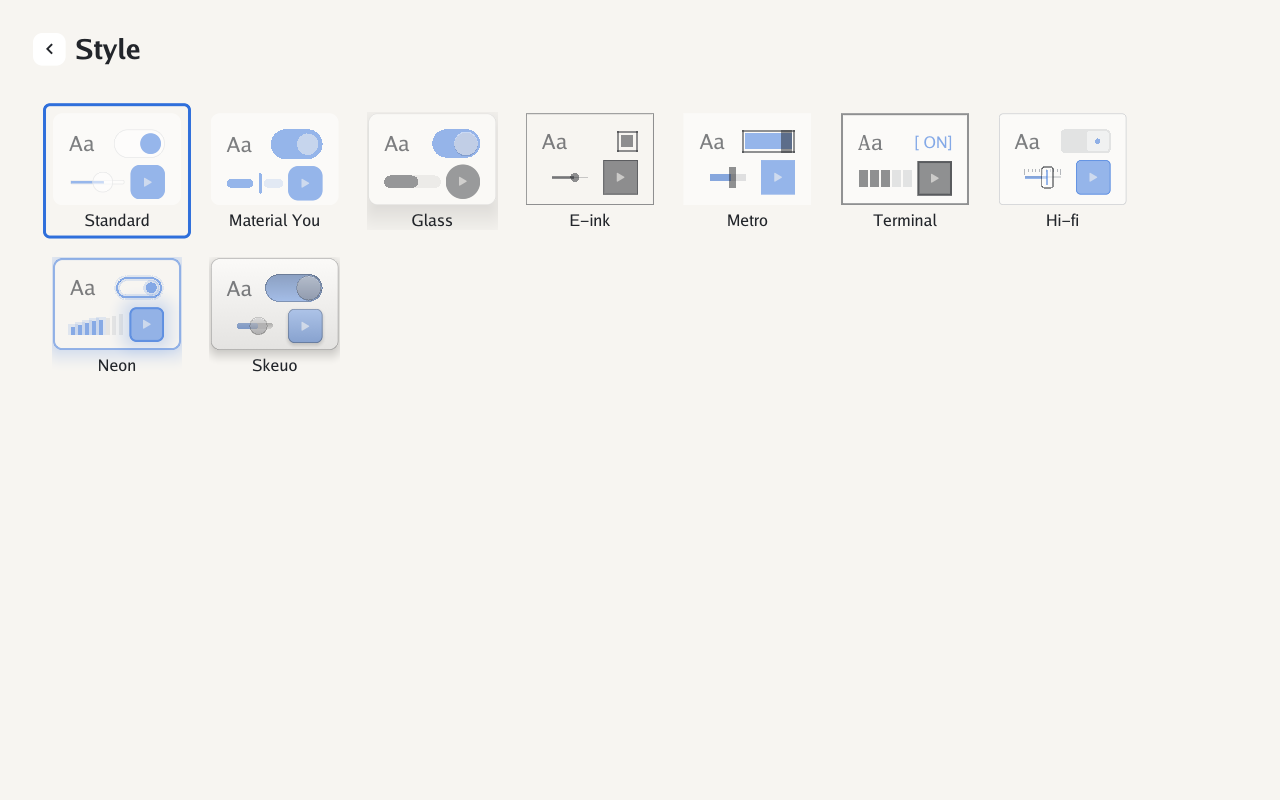 Style
Aa
Standard
Aa
Material You
Aa
Glass
Aa
E-ink
Aa
Metro
Aa [ ON]
Terminal
Aa
Hi-fi
Aa
Neon
Aa
Skeuo